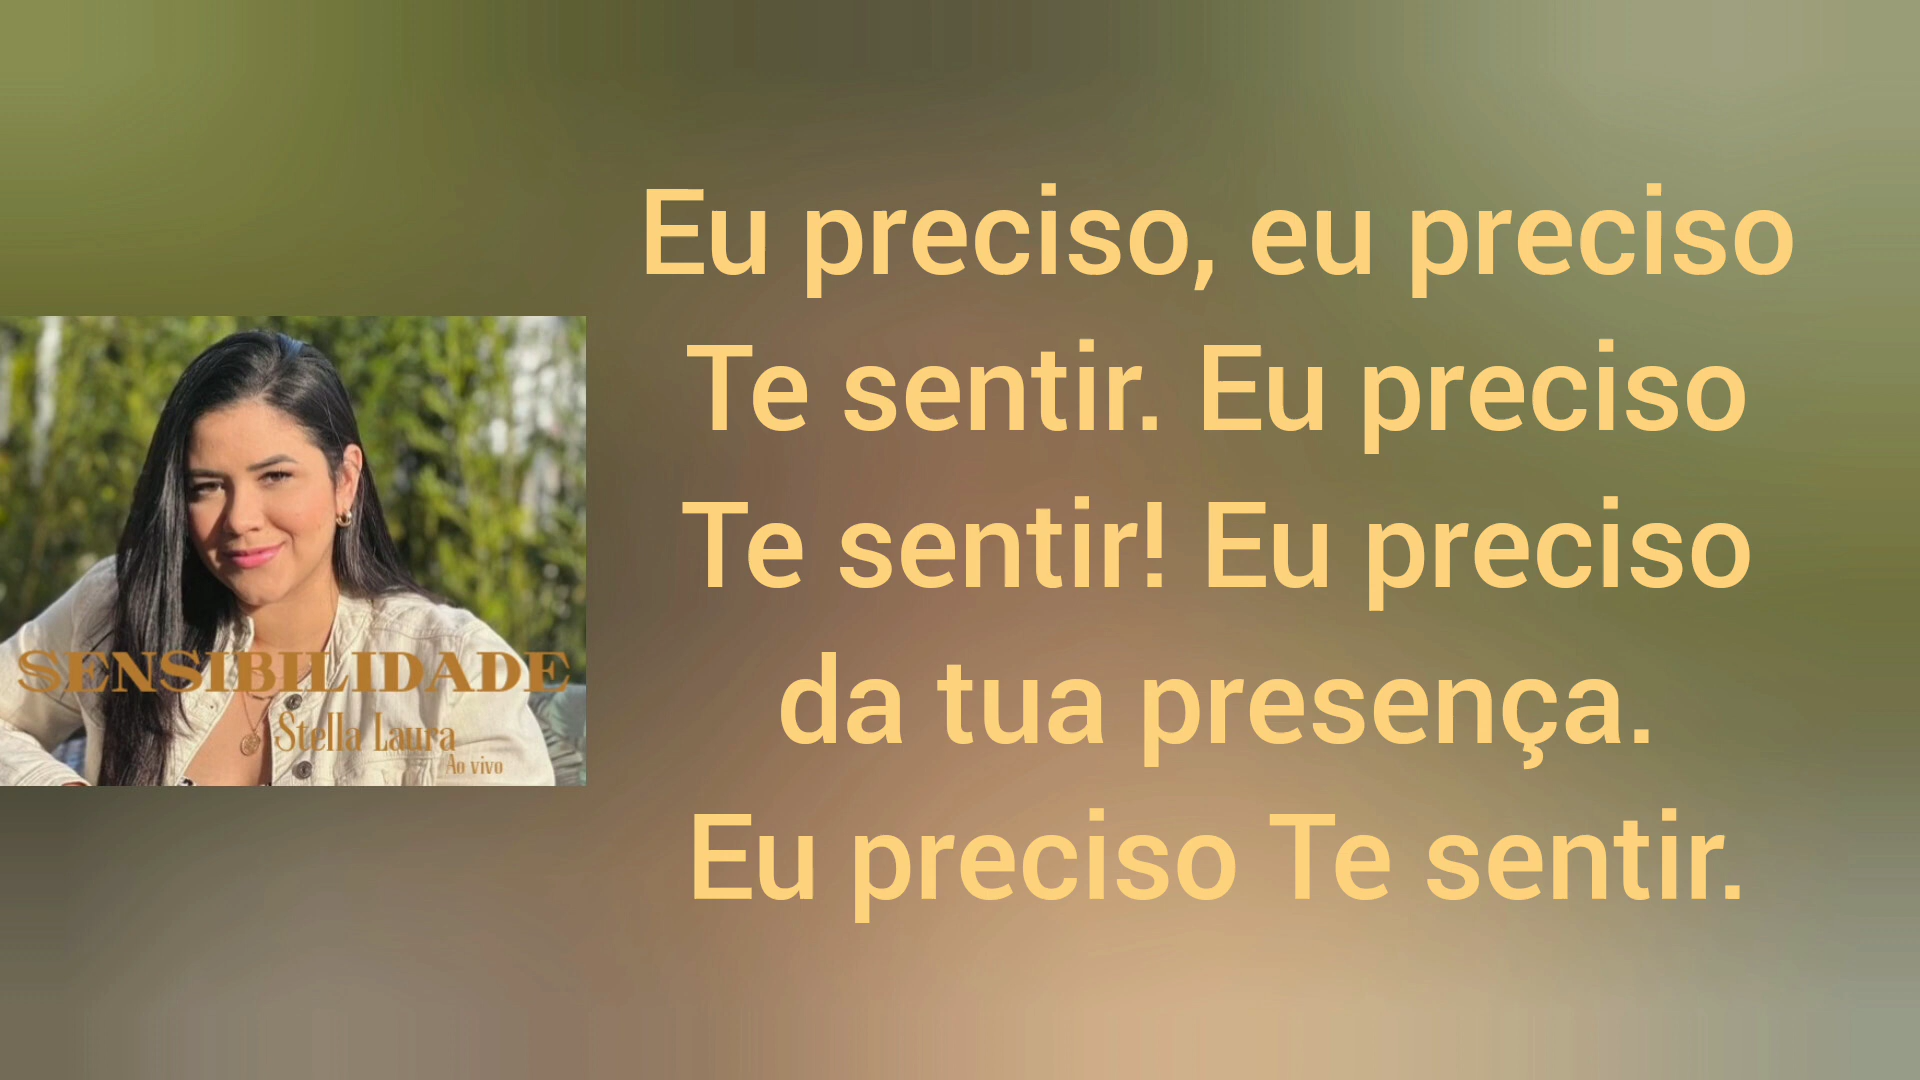 SENSIBILIDADE
Stella Laura
Ao vivo
Eu preciso, eu preciso
Te sentir. Eu preciso
Te sentir! Eu preciso
da tua presença.
Eu preciso Te sentir.